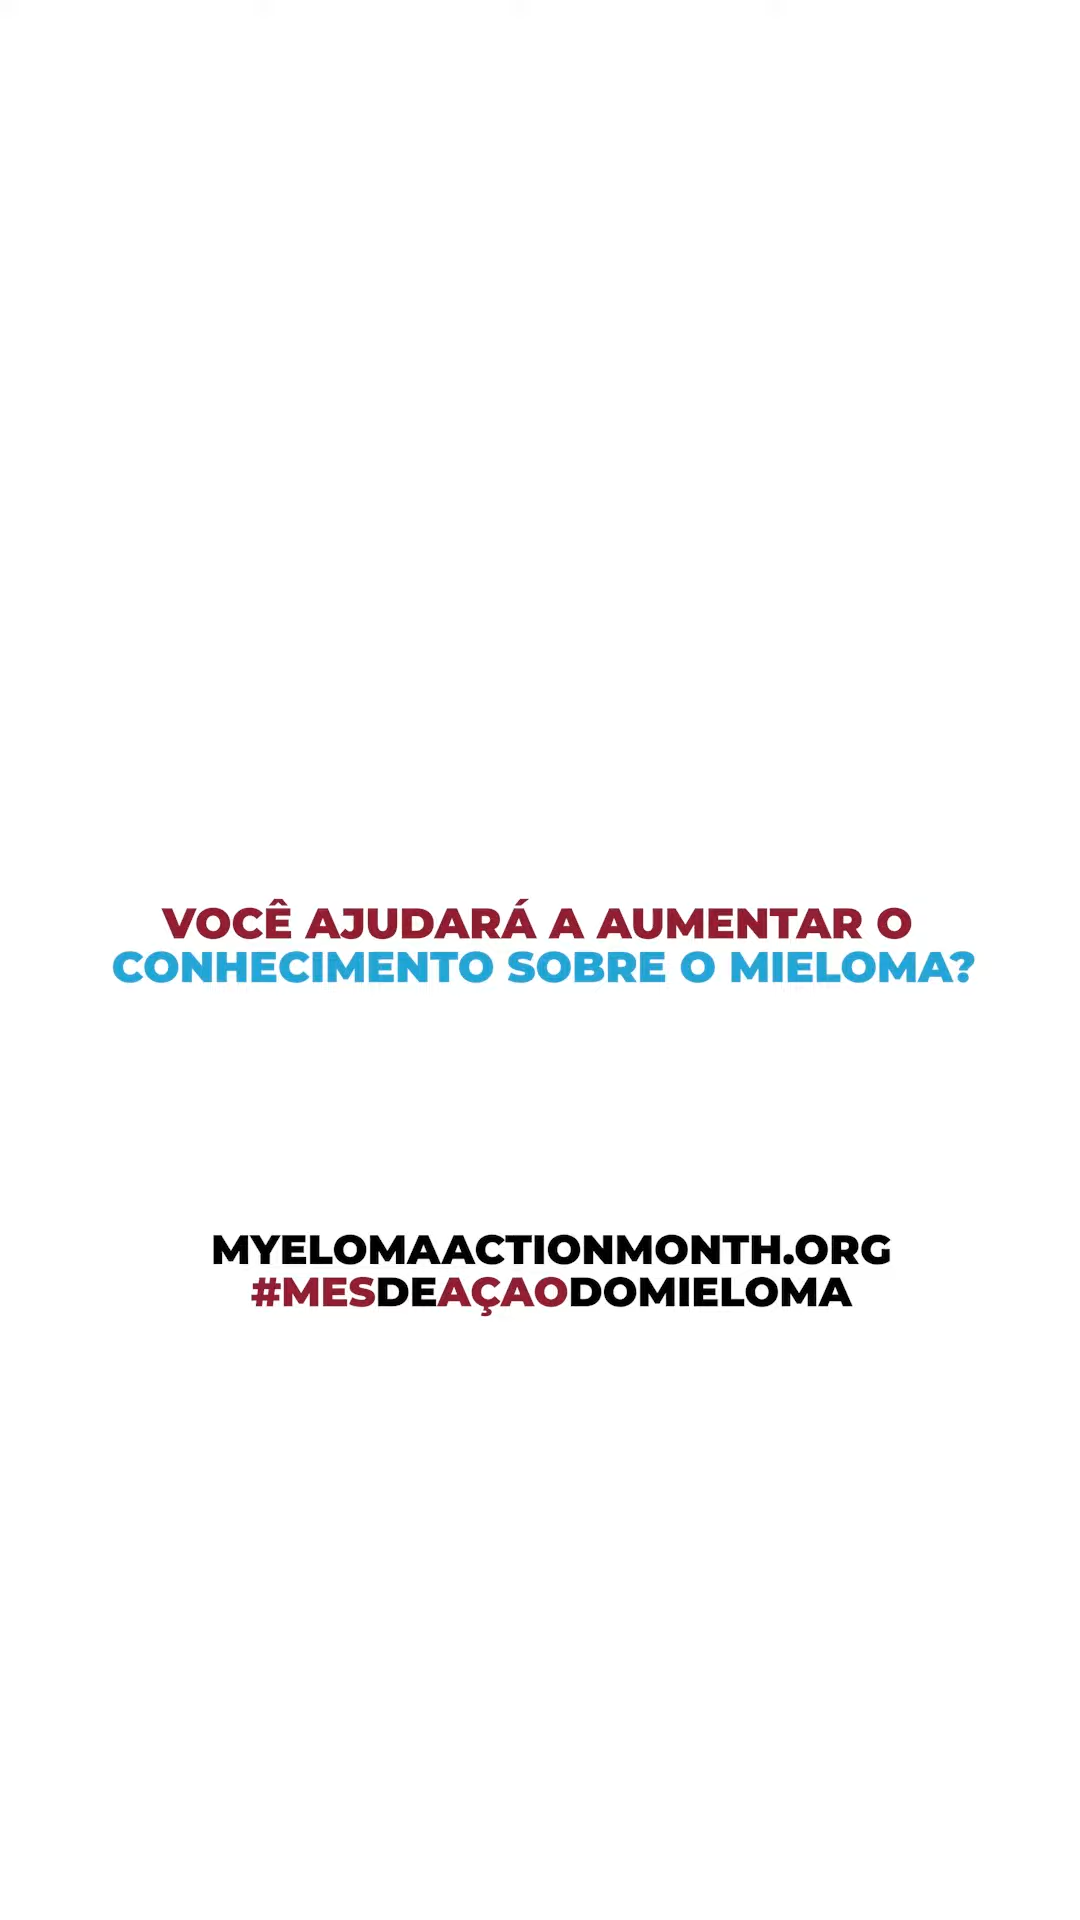 VOCÊ AJUDARÁ A AUMENTAR O
CONHECIMENTO SOBRE O MIELOMA?
MYELOMAACTIONMONTH.ORG
#MESDEAÇAODOMIELOMA